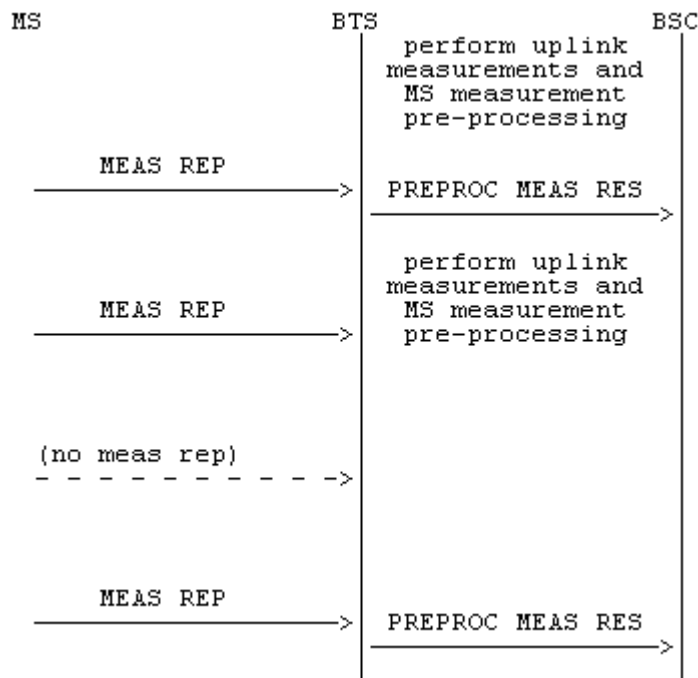 MS BTS BSC
perform uplink
measurements and
MS measurement
pre-processing
MEAS REP
PREPROC MEAS RES
perform uplink
measurements and
MS measurement
pre-processing
MEAS REP
(no meas rep)
MEAS REP
PREPROC MEAS RES